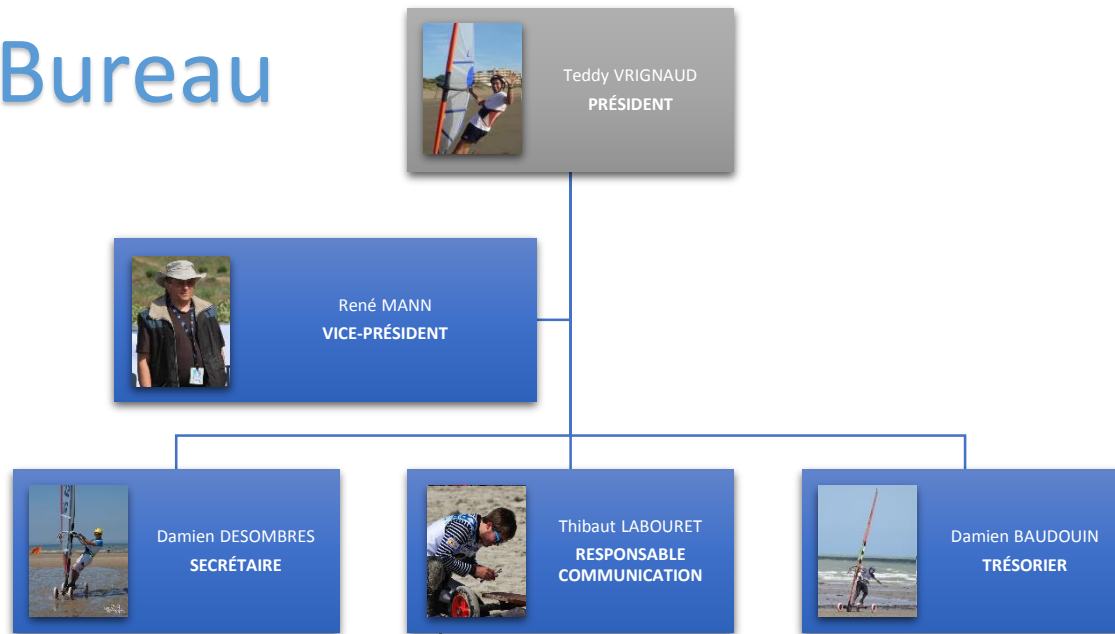 Bureau
Teddy VRIGNAUD
PRÉSIDENT
René MANN
VICE-PRÉSIDENT
Damien DESOMBRES
SECRÉTAIRE
Thibaut LABOURET
RESPONSABLE
COMMUNICATION
Damien BAUDOUIN
TRÉSORIER